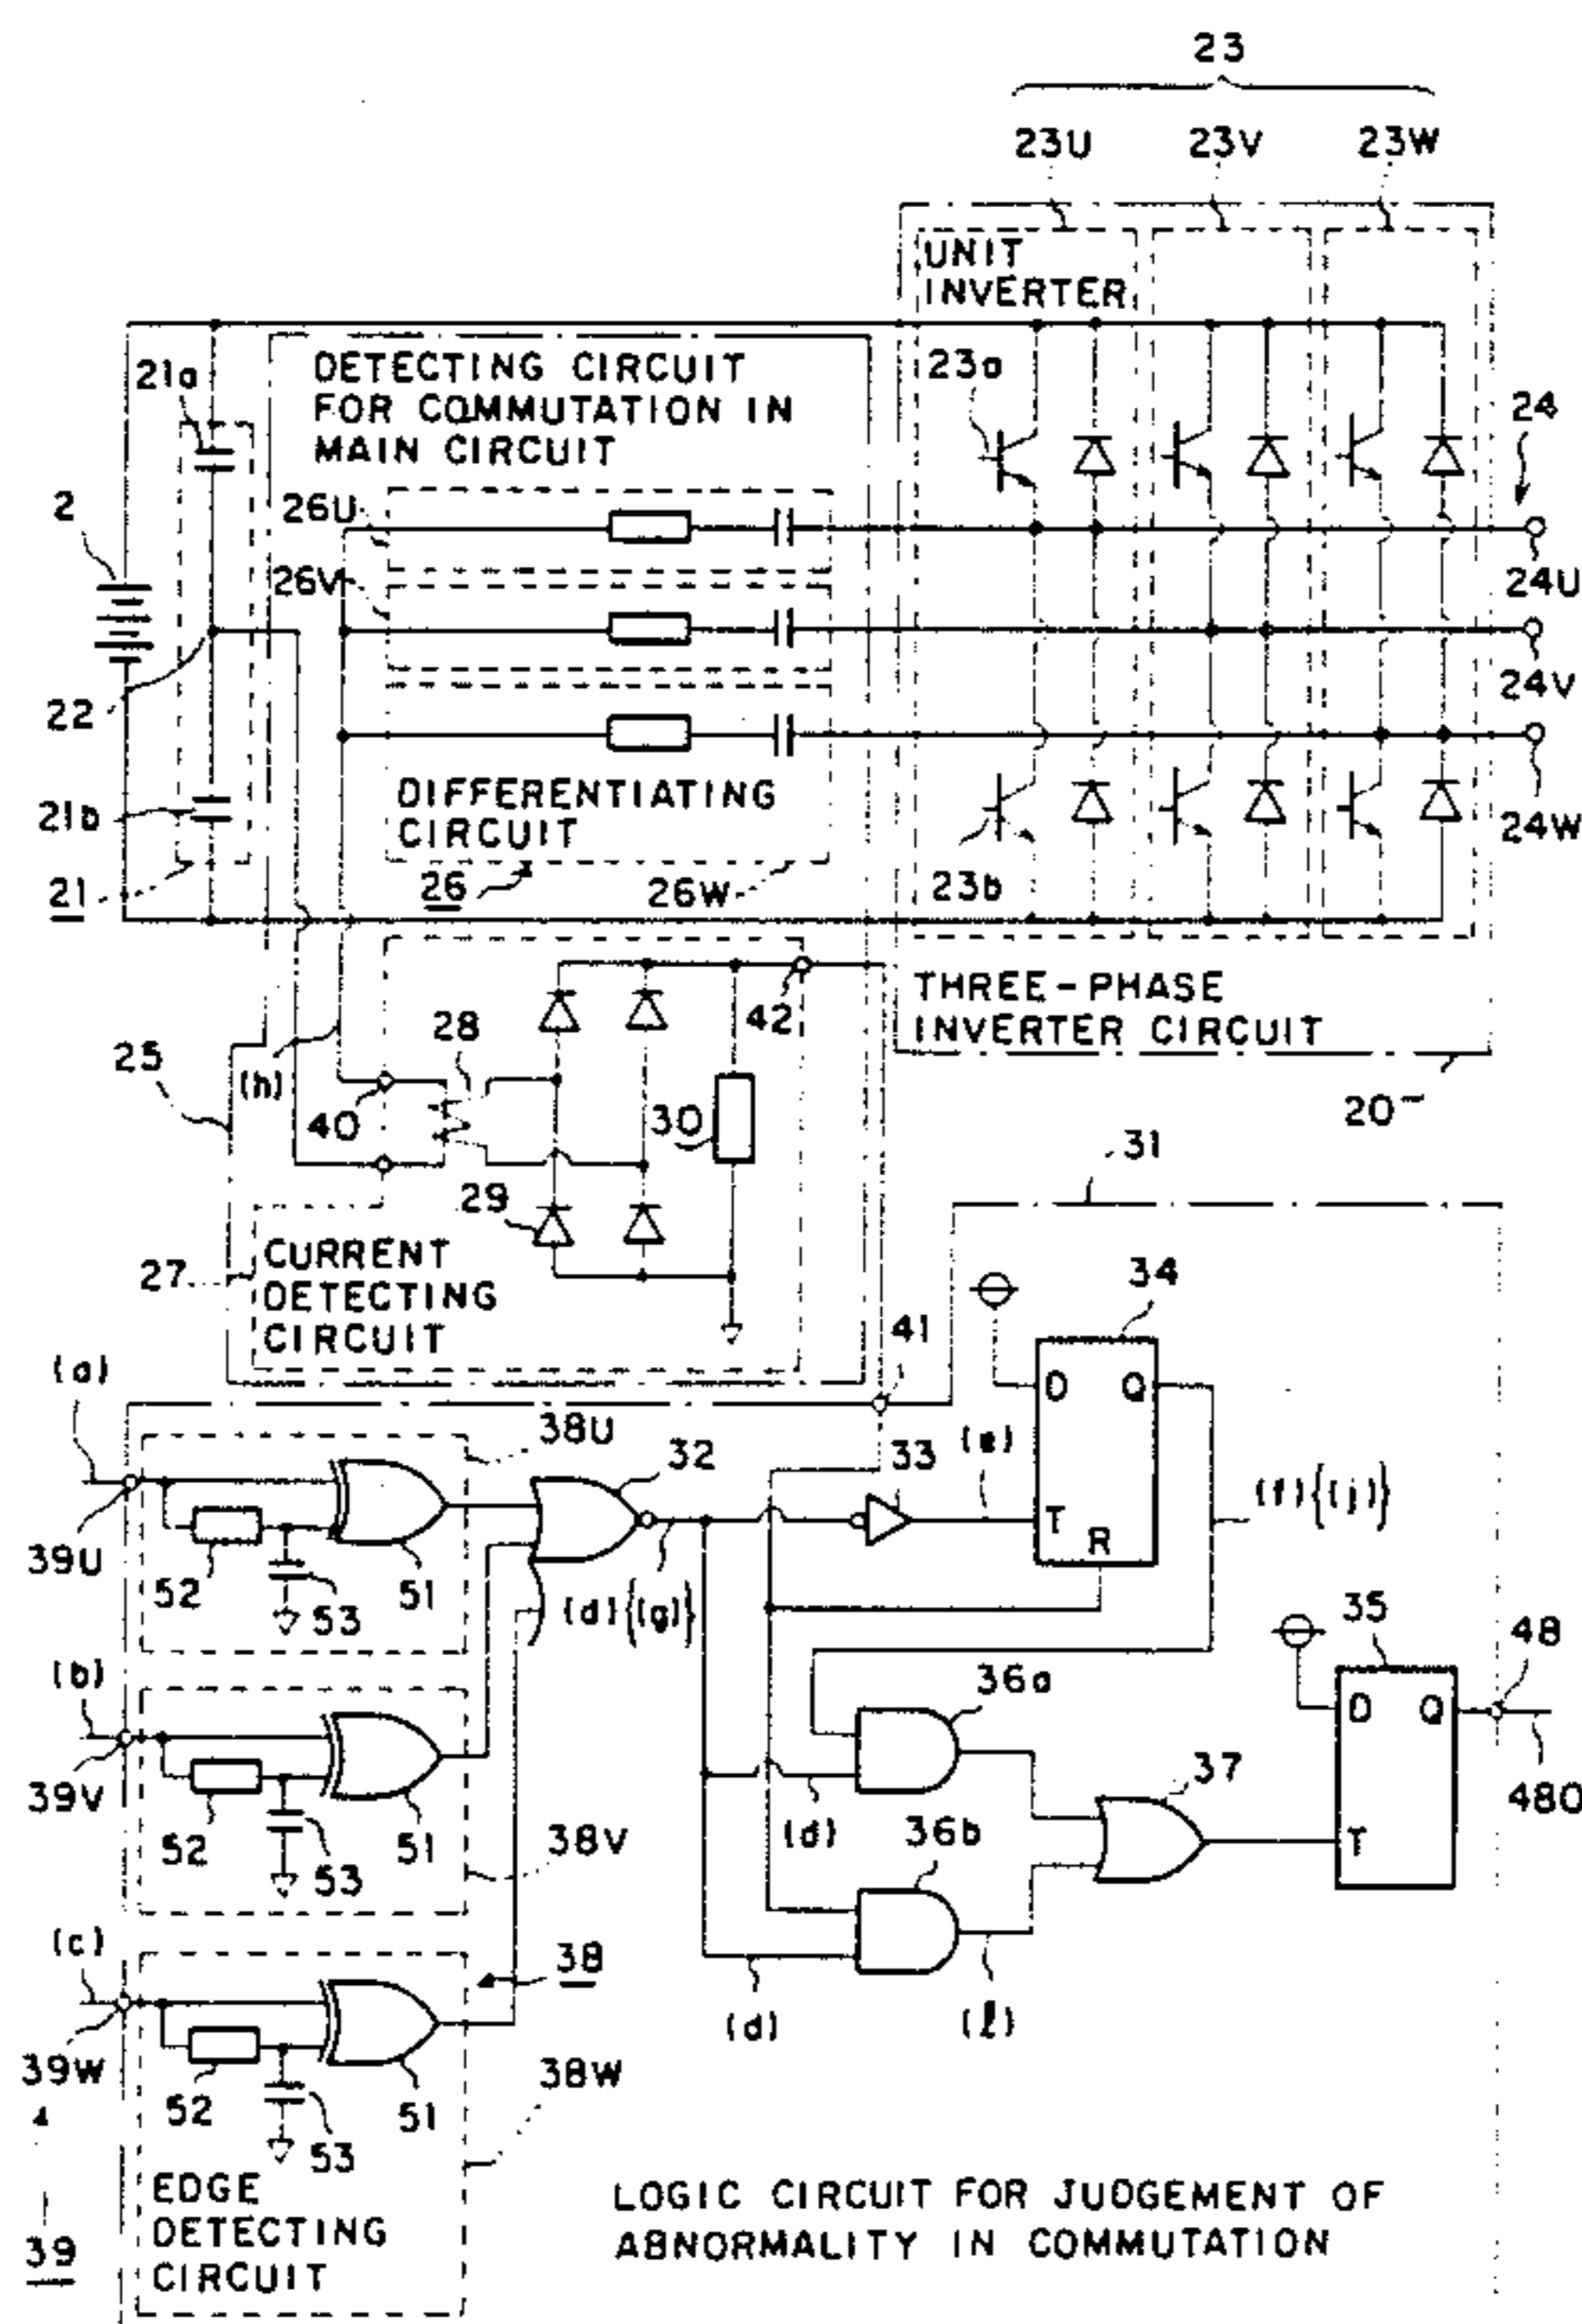 23
23U 23V 23W
UNIT
INVERTER
21a
DETECTING CIRCUIT
FOR COMMUTATION IN
MAIN CIRCUIT
23a
24
2
26U
26V
24U
22
24V
21b
DIFFERENTIATING
CIRCUIT
24W
21
26
26W
23b
THREE-PHASE
INVERTER CIRCUIT
42
28
25
(h)
40
30
20
31
29
27
CURRENT
DETECTING
CIRCUIT
34
41
(a)
D Q
38U
32
33
(e)
(f){(j)}
T
R
39U
52
53
51
(d){(g)}
35
48
(b)
36a
D Q
39V
52
53
51
38V
(d)
36b
37
480
T
(c)
38
39W
52
53
51
38W
(d)
(l)
39
EDGE
DETECTING
CIRCUIT
LOGIC CIRCUIT FOR JUDGEMENT OF
ABNORMALITY IN COMMUTATION